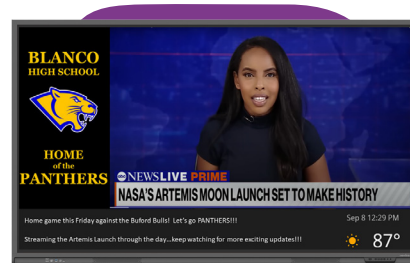 BLANCO
HIGH SCHOOL
HOME
of the
PANTHERS
abc NEWSLIVE PRIME
NASA'S ARTEMIS MOON LAUNCH SET TO MAKE HISTORY
Home game this Friday against the Buford Bulls! Let's go PANTHERS!!!
Sep 8 12:29 PM
Streaming the Artemis Launch through the day...keep watching for more exciting updates!!!
87°